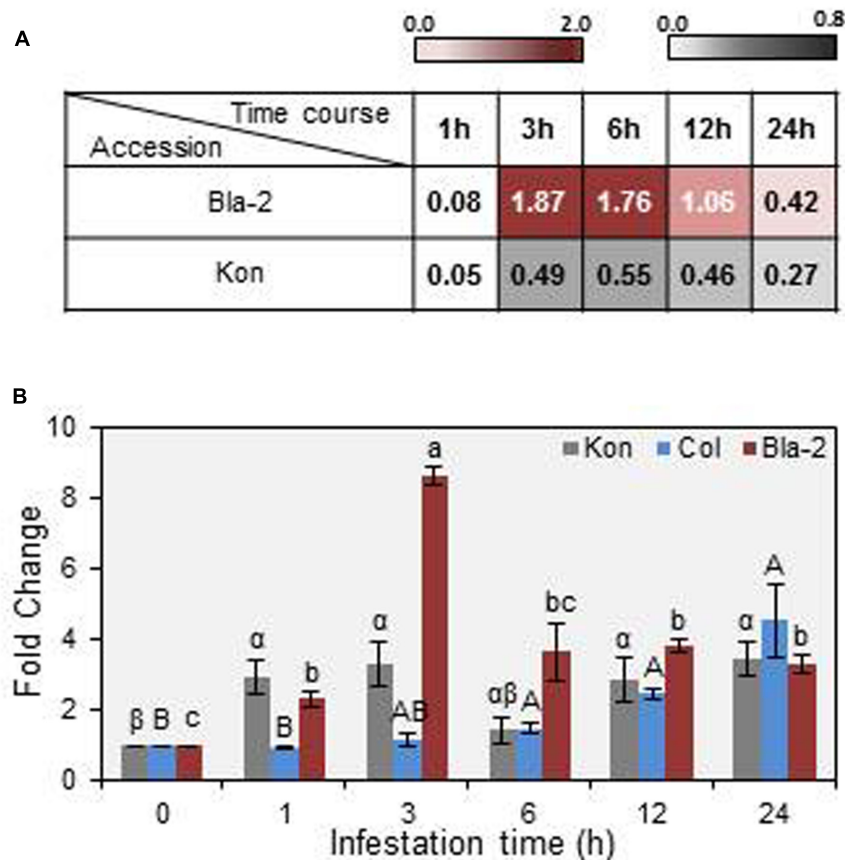 A
0.0 2.0 0.0 0.8
Time course
Accession
1h 3h 6h 12h 24h
Bla-2 0.08 1.87 1.76 1.06 0.42
Kon 0.05 0.49 0.55 0.46 0.27
B
Fold Change
10
8
6
4
2
0
Kon Col Bla-2
β B c
α B b
α AB a
αβ A bc
α A b
α A b
0 1 3 6 12 24
Infestation time (h)